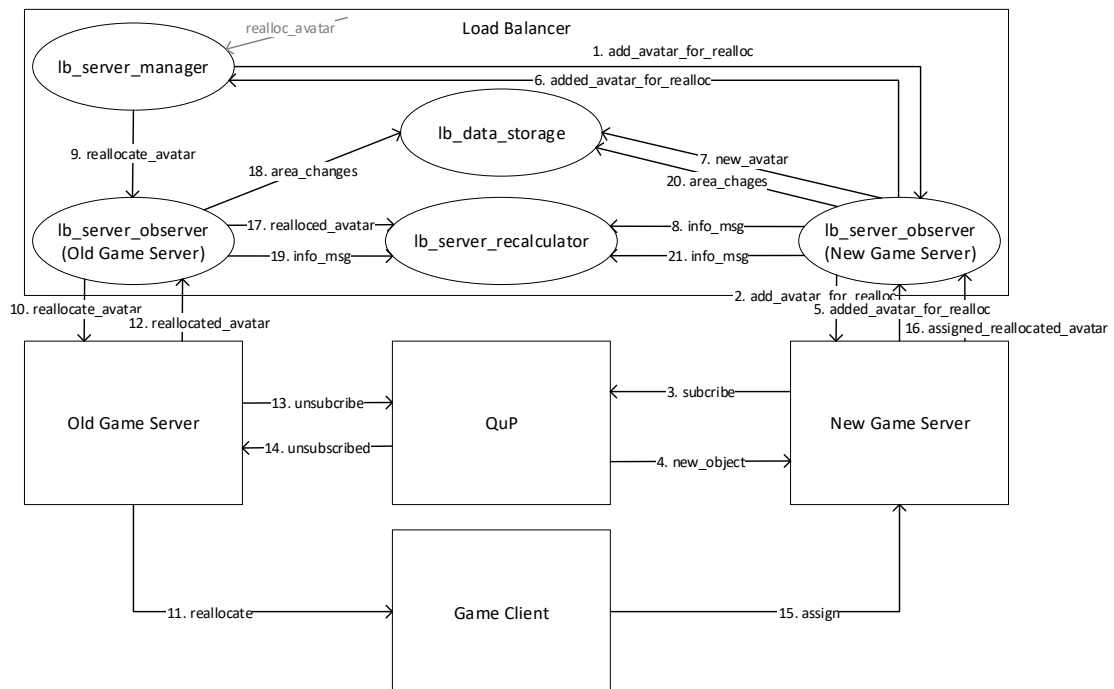 realloc_avatar
Load Balancer
1. add_avatar_for_realloc
lb_server_manager
6. added_avatar_for_realloc
lb_data_storage
9. reallocate_avatar
7. new_avatar
18. area_changes
20. area_chages
lb_server_observer
(Old Game Server)
17. realloced_avatar
lb_server_recalculator
8. info_msg
lb_server_observer
(New Game Server)
19. info_msg
21. info_msg
2. add_avatar_for_realloc
10. reallocate_avatar
5. added_avatar_for_realloc
12. reallocated_avatar
16. assigned_reallocated_avatar
13. unsubcribe
3. subcribe
Old Game Server
QuP
New Game Server
14. unsubscribed
4. new_object
11. reallocate
Game Client
15. assign